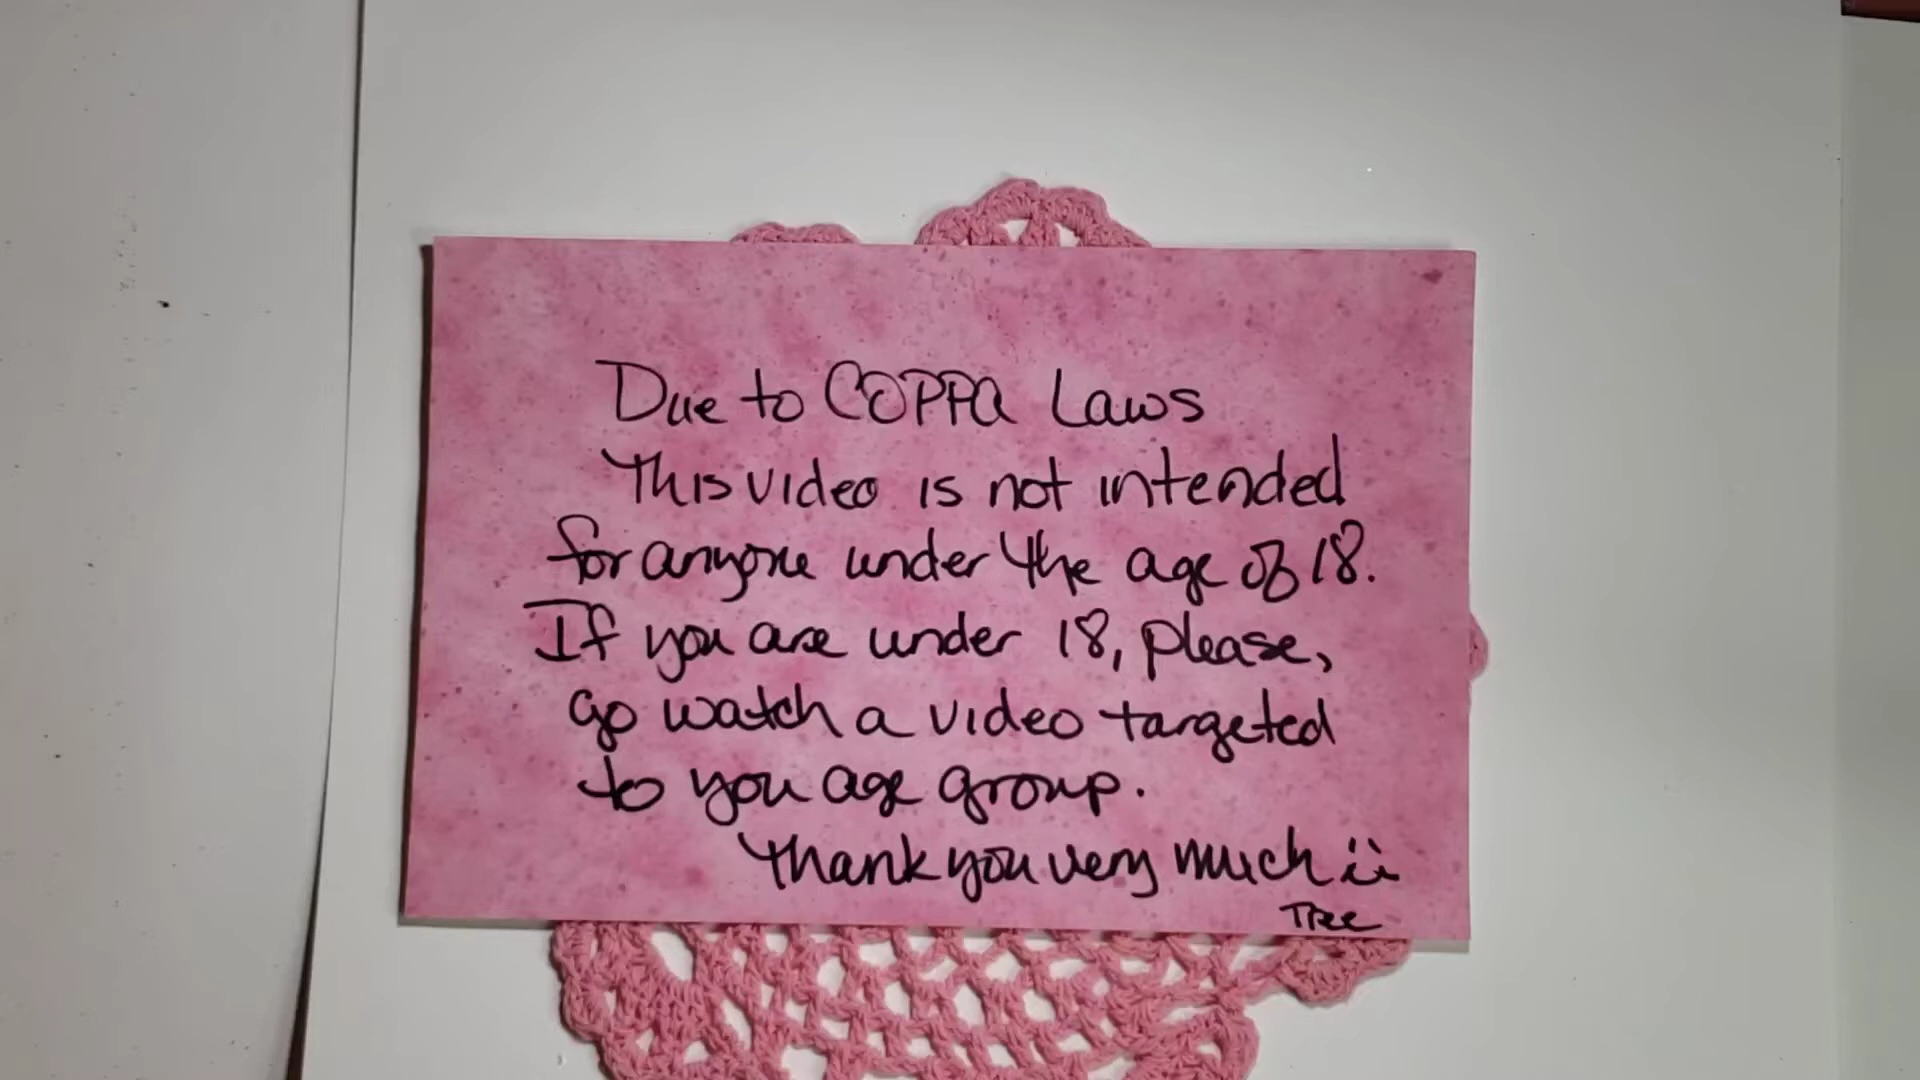 Due to COPPA Laws
This video is not intended
for anyone under the age of 18.
If you are under 18, please,
go watch a video targeted
to you age group.
Thank you very much
Tree